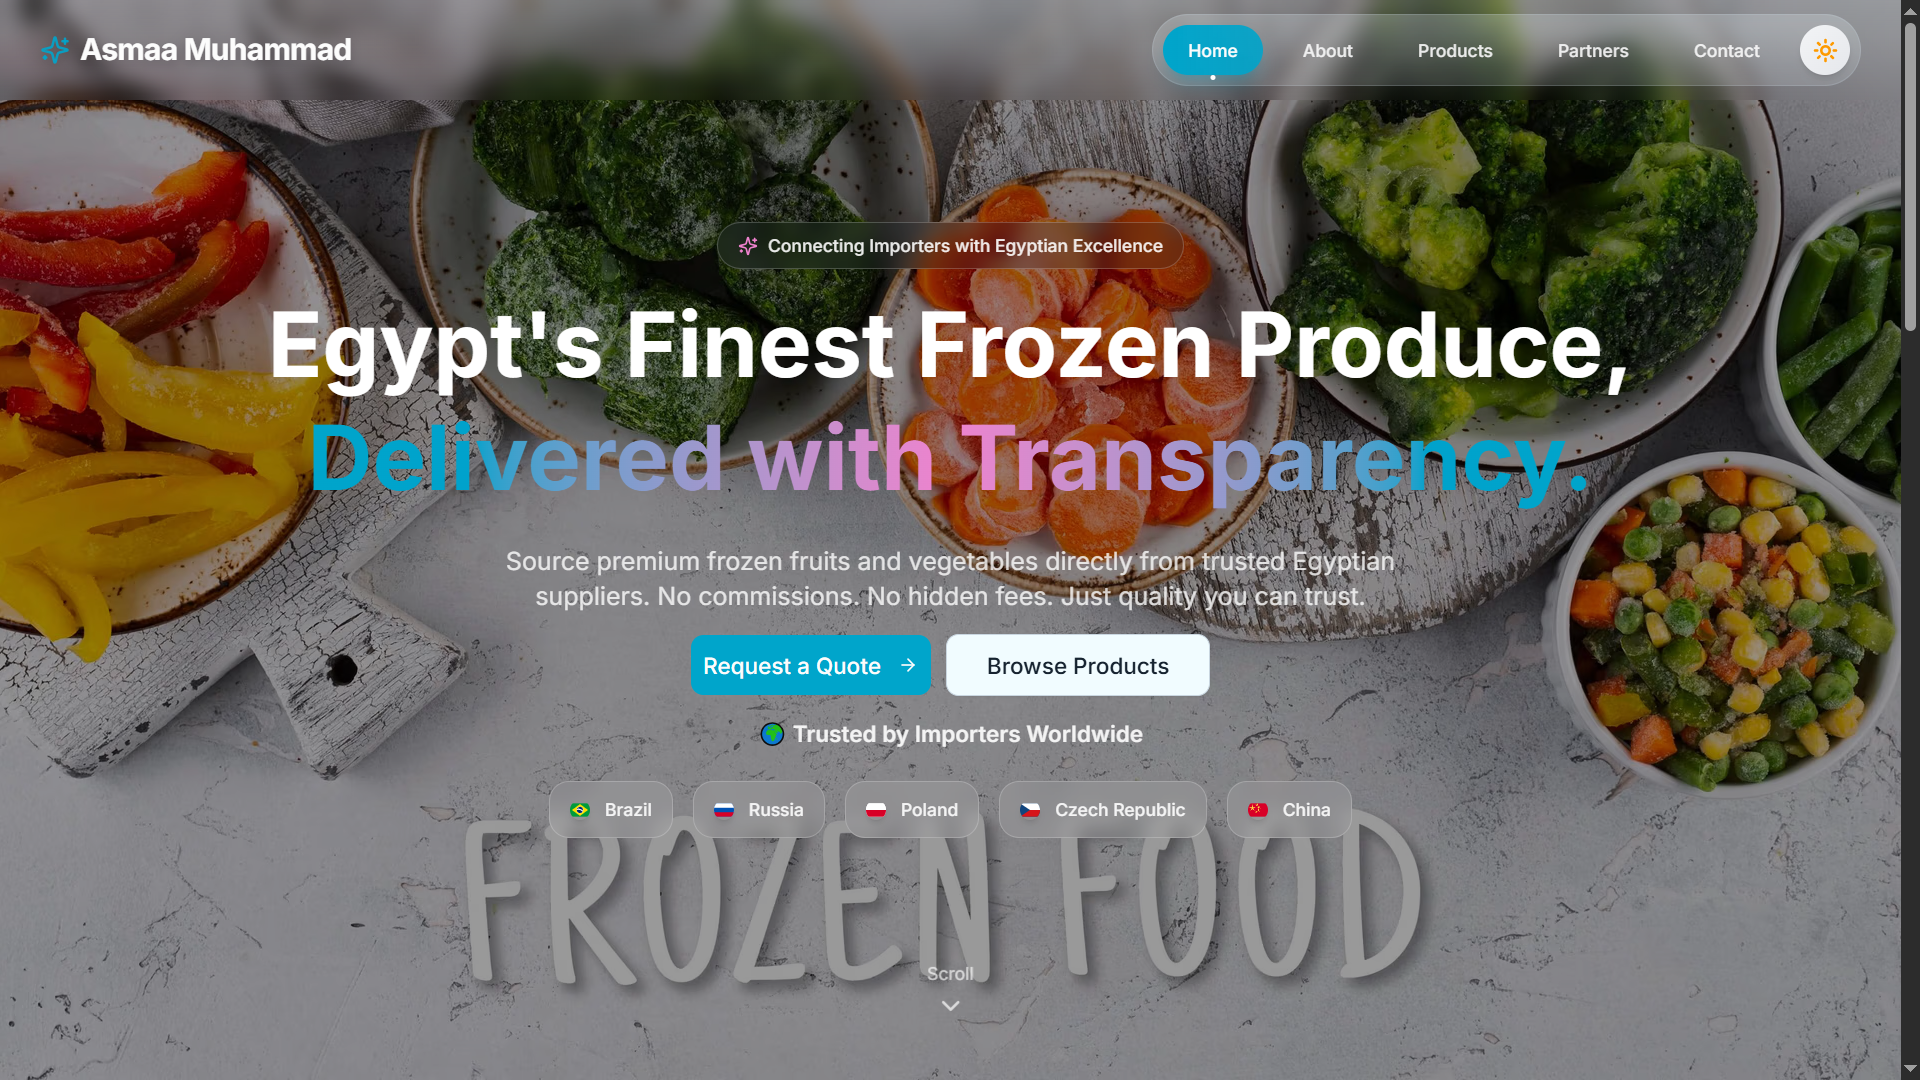 Asmaa Muhammad
Home
About
Products
Partners
Contact
Connecting Importers with Egyptian Excellence
Egypt's Finest Frozen Produce,
Delivered with Transparency.
Source premium frozen fruits and vegetables directly from trusted Egyptian
suppliers. No commissions. No hidden fees. Just quality you can trust.
Request a Quote
Browse Products
Trusted by Importers Worldwide
Brazil
Russia
Poland
Czech Republic
China
FROZEN FOOD
Scroll